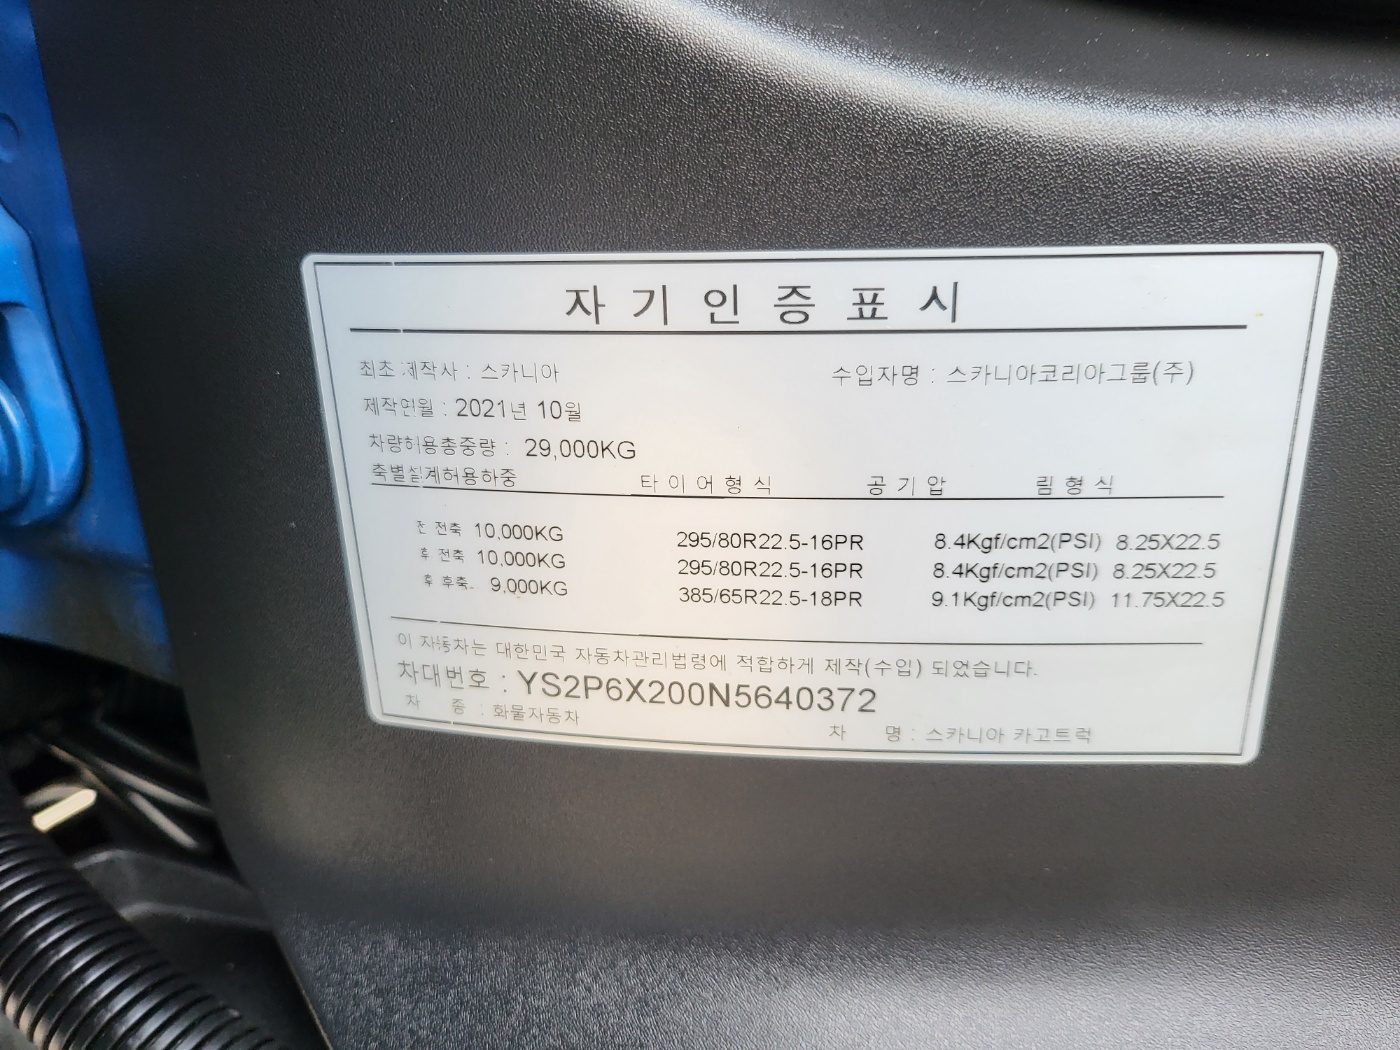 자기인증표시
최초 제작사 : 스카니아 수입자명 : 스카니아코리아그룹(주)
제작연월 : 2021년 10월
차량허용총중량 : 29,000KG
축별설계허용하중 타이어형식 공기압 림형식
전 전축 10,000KG 295/80R22.5-16PR 8.4Kgf/cm2(PSI) 8.25X22.5
후 전축 10,000KG 295/80R22.5-16PR 8.4Kgf/cm2(PSI) 8.25X22.5
후 후축 9,000KG 385/65R22.5-18PR 9.1Kgf/cm2(PSI) 11.75X22.5
이 자동차는 대한민국 자동차관리법령에 적합하게 제작(수입) 되었습니다.
차대번호 : YS2P6X200N5640372
차 종 : 화물자동차 차 명 : 스카니아 카고트럭